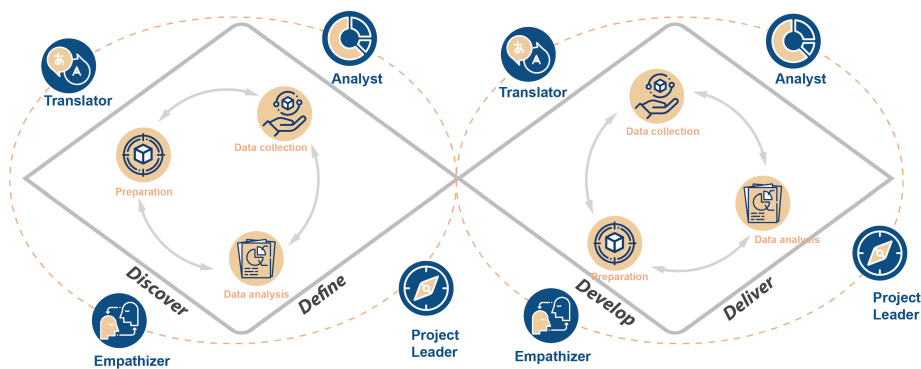 Translator
Analyst
Data collection
Preparation
Data analysis
Discover
Define
Empathizer
Project
Leader
Translator
Analyst
Data collection
Data analysis
Preparation
Develop
Deliver
Empathizer
Project
Leader
あ
A
あ
A